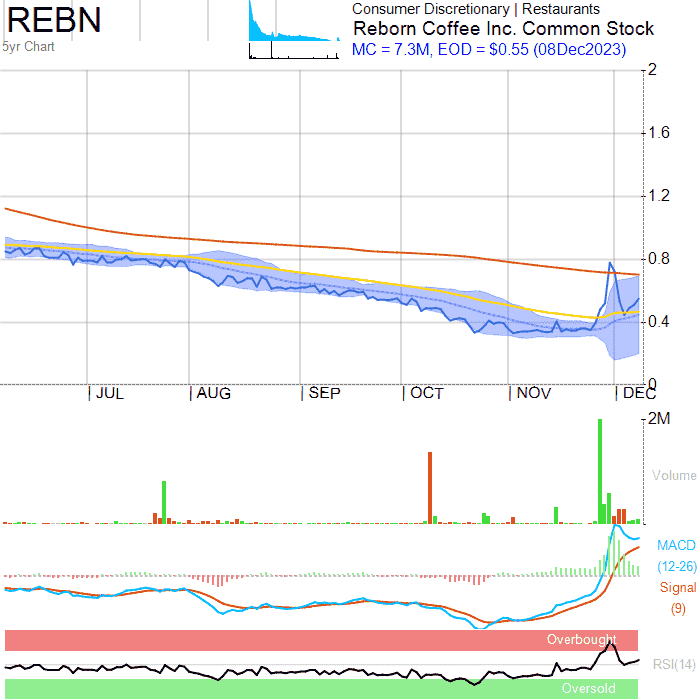 REBN
5yr Chart
Consumer Discretionary | Restaurants
Reborn Coffee Inc. Common Stock
MC = 7.3M, EOD = $0.55 (08Dec2023)
2
1.6
1.2
0.8
0.4
0
JUL AUG SEP OCT NOV DEC
2M
Volume
MACD
(12-26)
Signal
(9)
Overbought
RSI(14)
Oversold